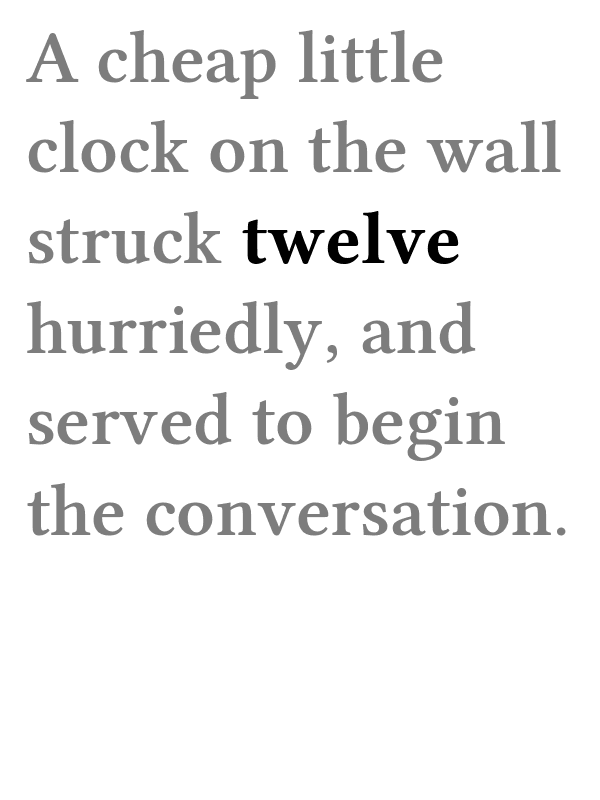 A cheap little
clock on the wall
struck twelve
hurriedly, and
served to begin
the conversation.